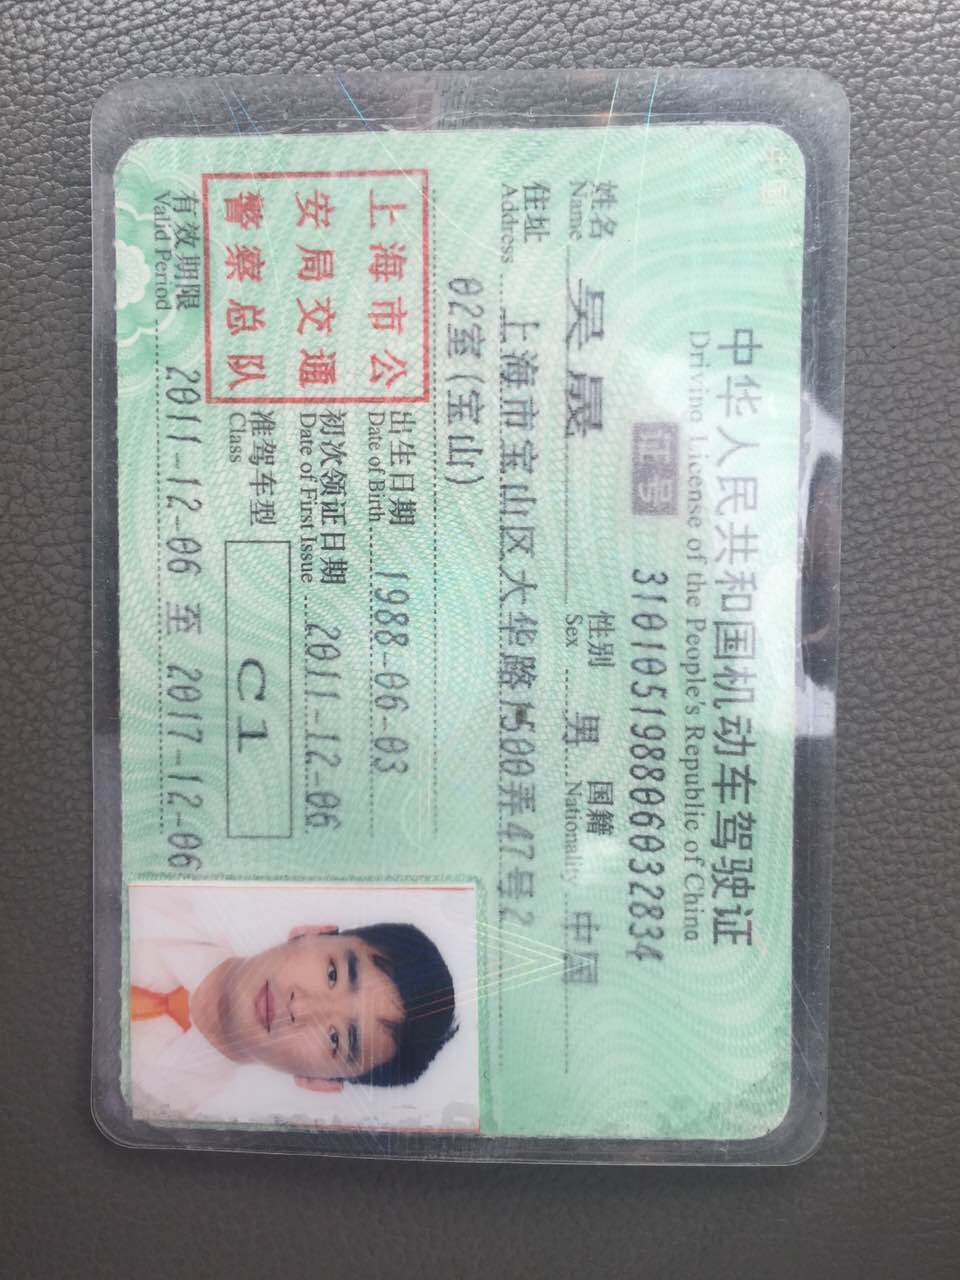 中华人民共和国机动车驾驶证
Driving License of the People's Republic of China
证号 310105198806032834
姓名 吴晟 性别 男 国籍 中国
Name Sex Nationality
住址 上海市宝山区大华路1500弄47号2
Address
02室(宝山)
上海市公
安局交通
警察总队
出生日期 1988-06-03
Date of Birth
初次领证日期 2011-12-06
Date of First Issue
准驾车型 C1
Class
有效期限 2011-12-06 至 2017-12-06
Valid Period